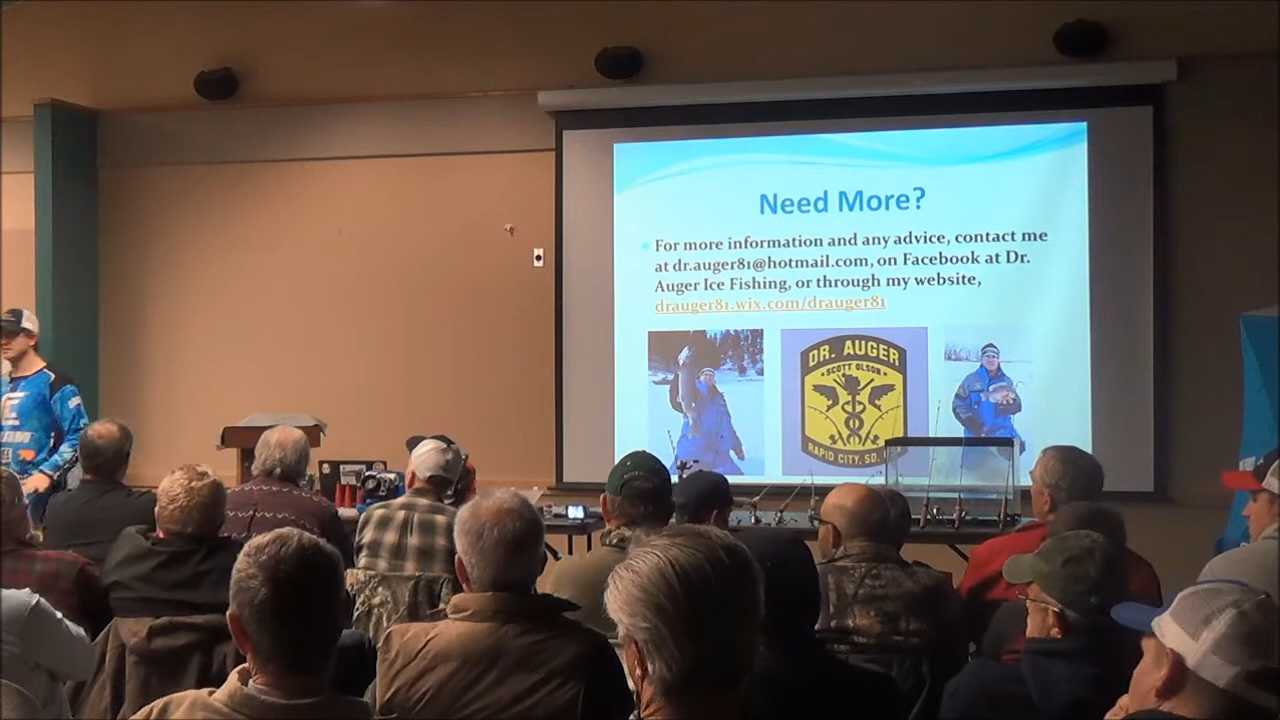 Need More?
For more information and any advice, contact me
at dr.auger81@hotmail.com, on Facebook at Dr.
Auger Ice Fishing, or through my website,
drauger81.wix.com/drauger81
DR. AUGER
SCOTT OLSON
RAPID CITY, SD,